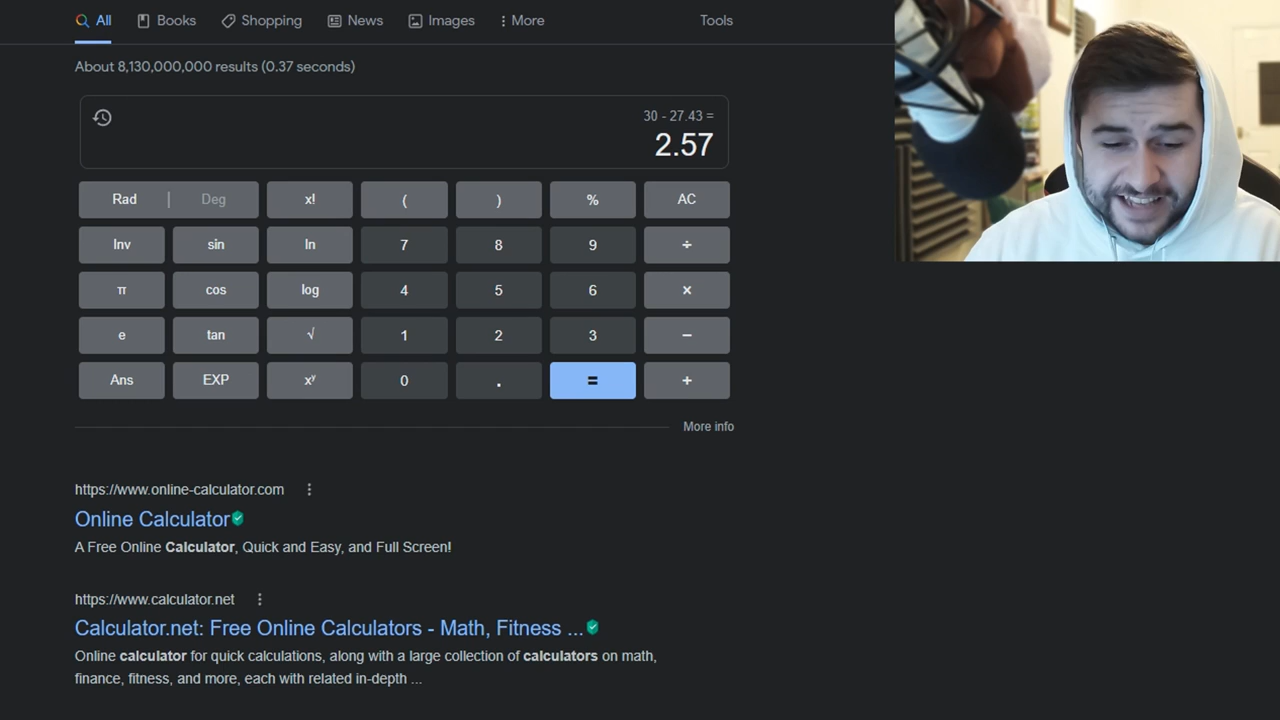 All Books Shopping News Images More Tools
About 8,130,000,000 results (0.37 seconds)
30 - 27.43 =
2.57
Rad | Deg x! ( ) % AC
Inv sin ln 7 8 9 ÷
π cos log 4 5 6 ×
e tan √ 1 2 3 −
Ans EXP xʸ 0 . = +
More info
https://www.online-calculator.com
Online Calculator
A Free Online Calculator, Quick and Easy, and Full Screen!
https://www.calculator.net
Calculator.net: Free Online Calculators - Math, Fitness ...
Online calculator for quick calculations, along with a large collection of calculators on math,
finance, fitness, and more, each with related in-depth ...